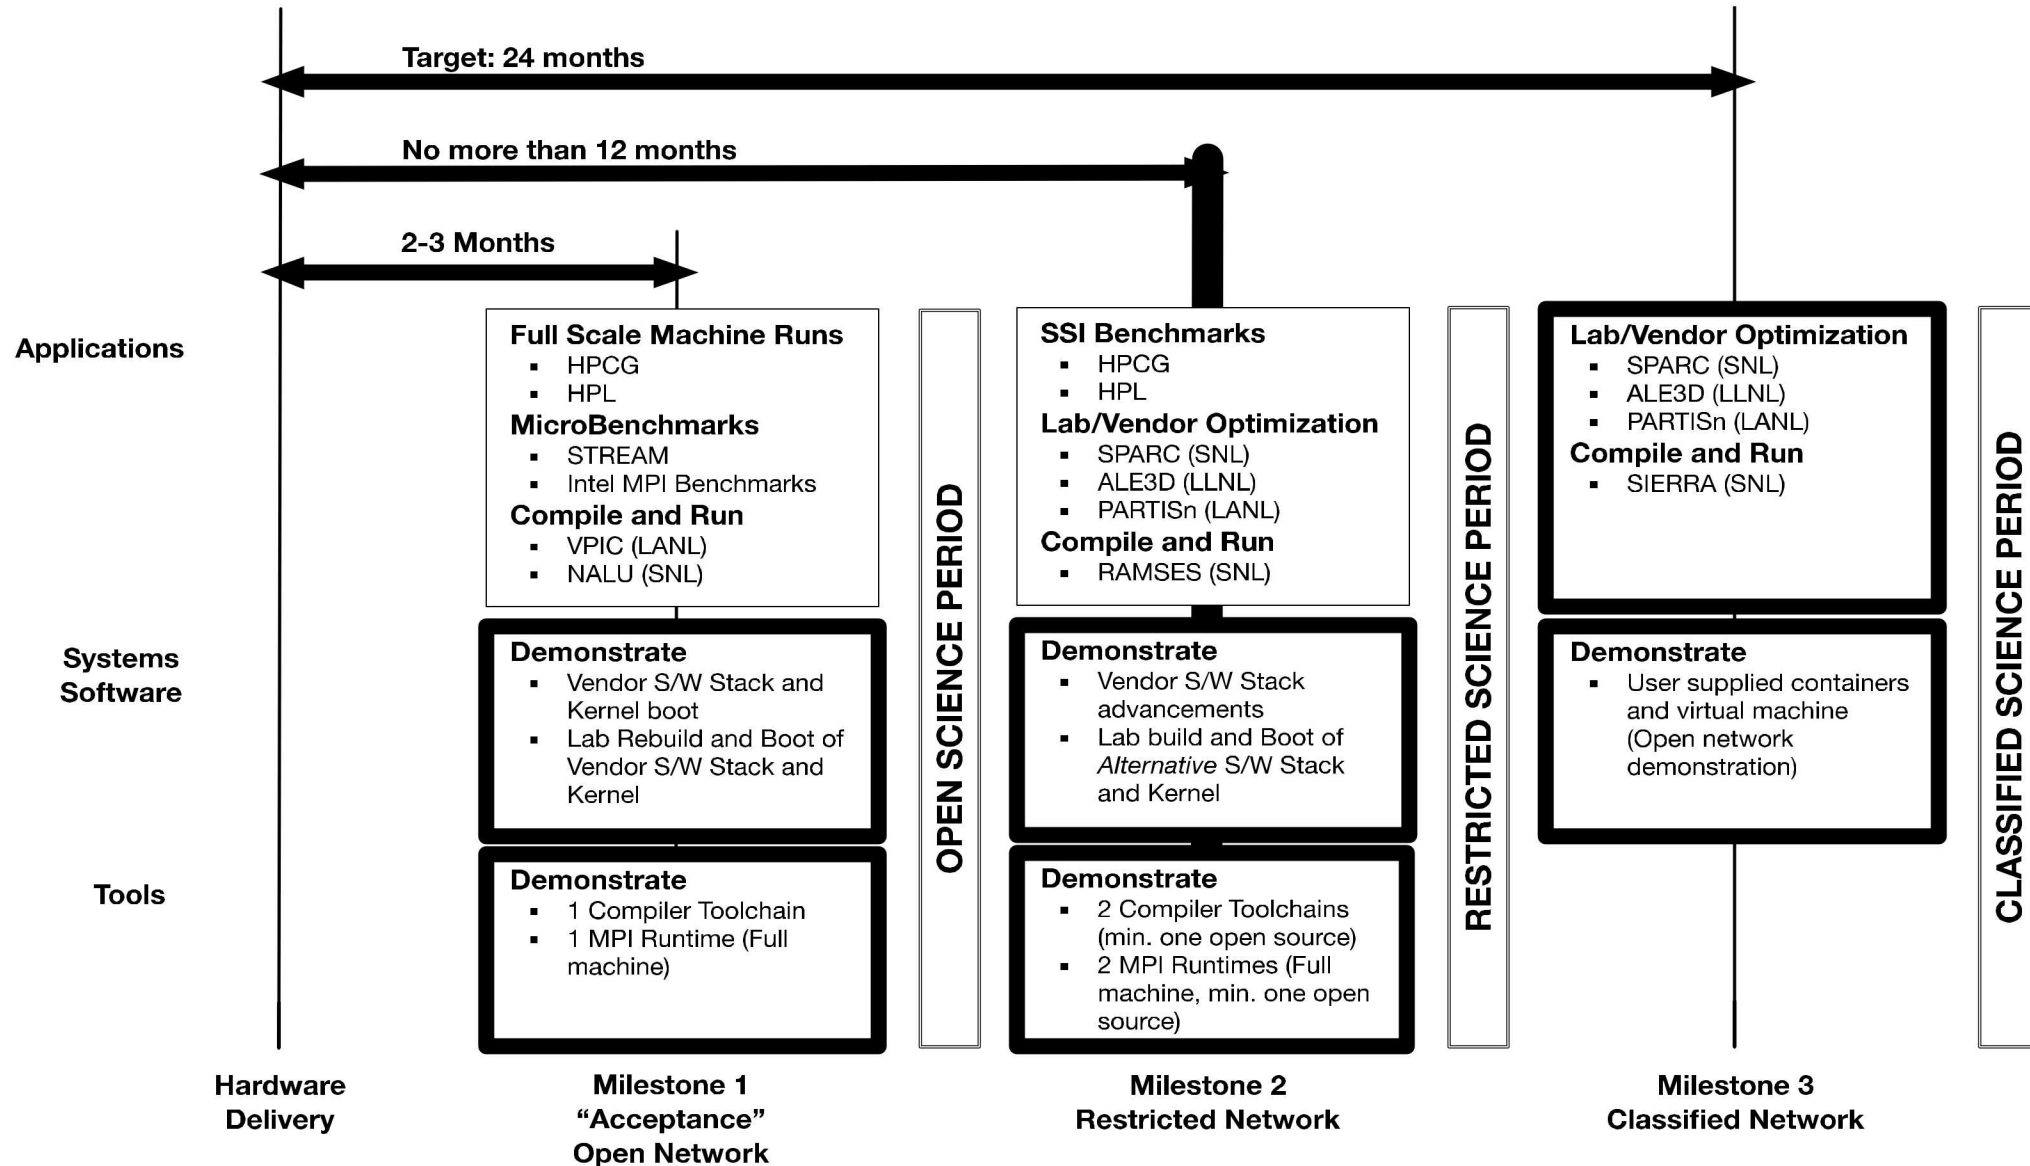 Target: 24 months
No more than 12 months
2-3 Months
Applications
Full Scale Machine Runs
▪ HPCG
▪ HPL
MicroBenchmarks
▪ STREAM
▪ Intel MPI Benchmarks
Compile and Run
▪ VPIC (LANL)
▪ NALU (SNL)
SSI Benchmarks
▪ HPCG
▪ HPL
Lab/Vendor Optimization
▪ SPARC (SNL)
▪ ALE3D (LLNL)
▪ PARTISn (LANL)
Compile and Run
▪ RAMSES (SNL)
Lab/Vendor Optimization
▪ SPARC (SNL)
▪ ALE3D (LLNL)
▪ PARTISn (LANL)
Compile and Run
▪ SIERRA (SNL)
Systems
Software
Demonstrate
▪ Vendor S/W Stack and
Kernel boot
▪ Lab Rebuild and Boot of
Vendor S/W Stack and
Kernel
Demonstrate
▪ Vendor S/W Stack
advancements
▪ Lab build and Boot of
Alternative S/W Stack
and Kernel
Demonstrate
▪ User supplied containers
and virtual machine
(Open network
demonstration)
Tools
Demonstrate
▪ 1 Compiler Toolchain
▪ 1 MPI Runtime (Full
machine)
Demonstrate
▪ 2 Compiler Toolchains
(min. one open source)
▪ 2 MPI Runtimes (Full
machine, min. one open
source)
OPEN SCIENCE PERIOD
RESTRICTED SCIENCE PERIOD
CLASSIFIED SCIENCE PERIOD
Hardware
Delivery
Milestone 1
“Acceptance”
Open Network
Milestone 2
Restricted Network
Milestone 3
Classified Network